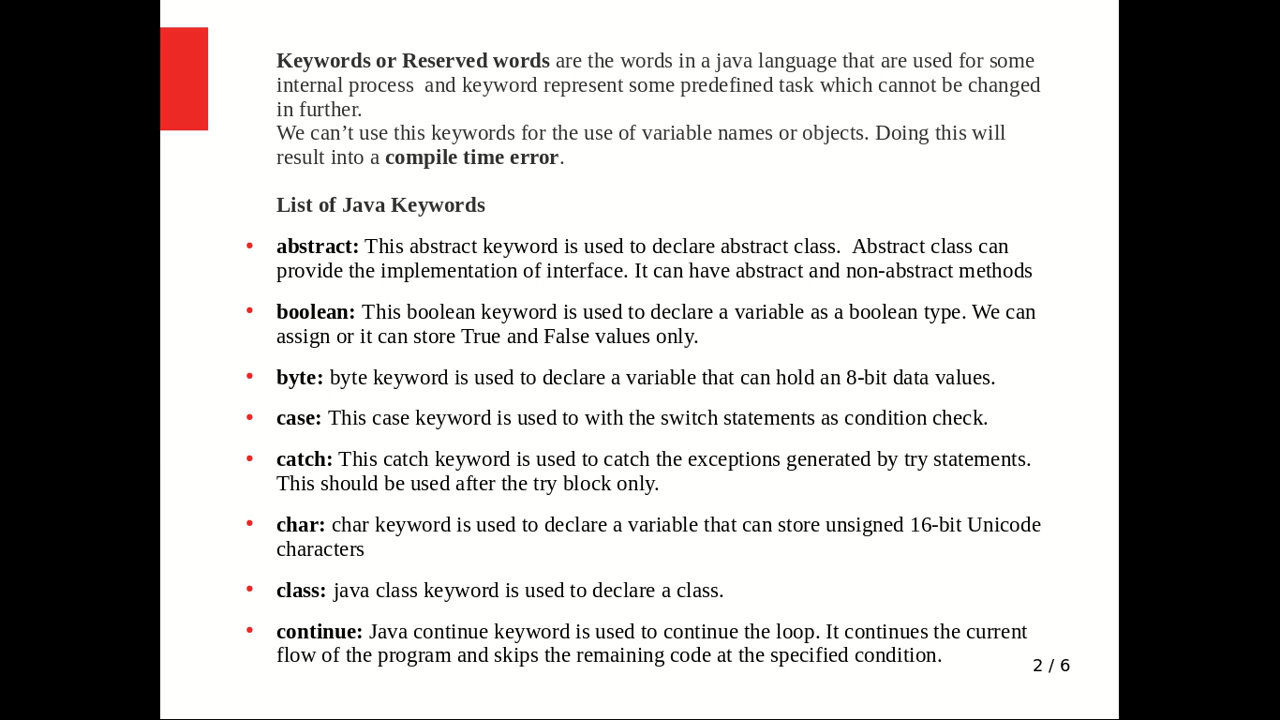 Keywords or Reserved words are the words in a java language that are used for some
internal process  and keyword represent some predefined task which cannot be changed
in further.
We can’t use this keywords for the use of variable names or objects. Doing this will
result into a compile time error.
List of Java Keywords
• abstract: This abstract keyword is used to declare abstract class.  Abstract class can
provide the implementation of interface. It can have abstract and non-abstract methods
• boolean: This boolean keyword is used to declare a variable as a boolean type. We can
assign or it can store True and False values only.
• byte: byte keyword is used to declare a variable that can hold an 8-bit data values.
• case: This case keyword is used to with the switch statements as condition check.
• catch: This catch keyword is used to catch the exceptions generated by try statements.
This should be used after the try block only.
• char: char keyword is used to declare a variable that can store unsigned 16-bit Unicode
characters
• class: java class keyword is used to declare a class.
• continue: Java continue keyword is used to continue the loop. It continues the current
flow of the program and skips the remaining code at the specified condition.
2 / 6